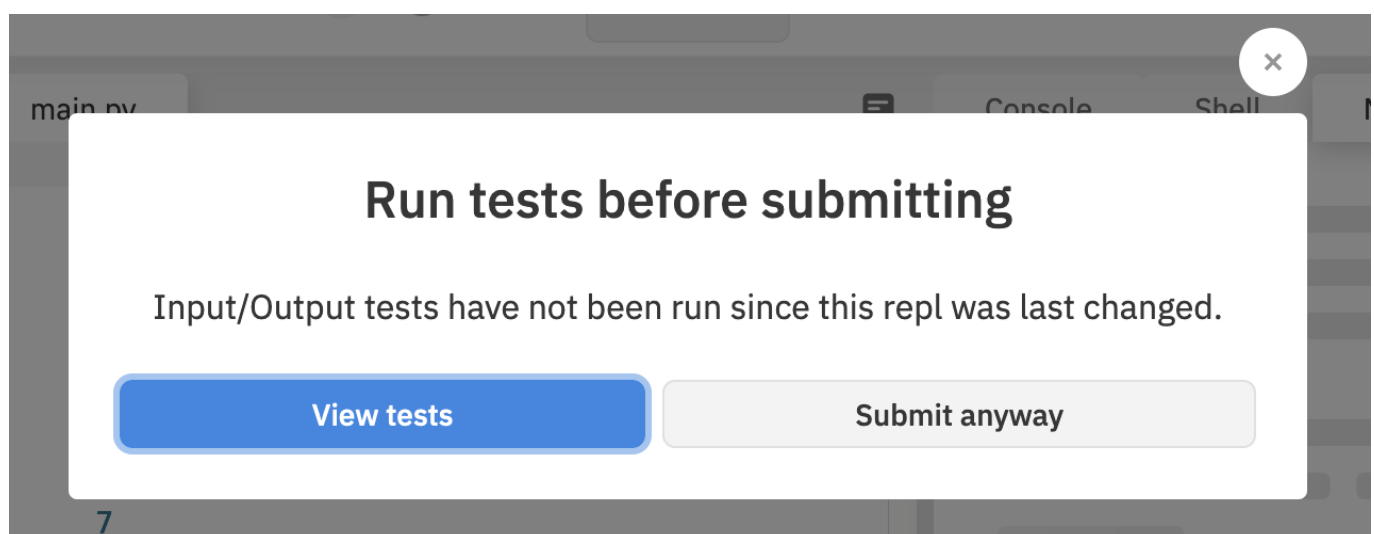 main.py
Console
Shell
Run tests before submitting
Input/Output tests have not been run since this repl was last changed.
View tests
Submit anyway
7